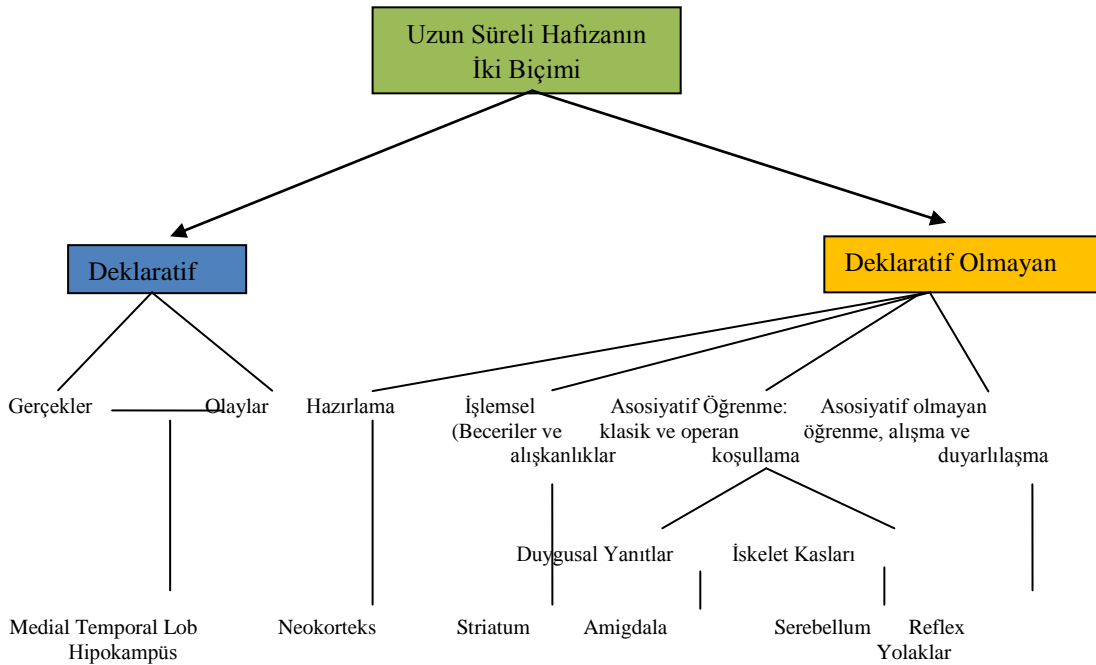 Uzun Süreli Hafızanın
İki Biçimi
Deklaratif
Deklaratif Olmayan
Gerçekler Olaylar Hazırlama İşlemsel Asosiyatif Öğrenme: Asosiyatif olmayan
(Beceriler ve klasik ve operan öğrenme, alışma ve
alışkanlıklar koşullama duyarlılaşma
Duygusal Yanıtlar İskelet Kasları
Medial Temporal Lob Neokorteks Striatum Amigdala Serebellum Reflex
Hipokampüs Yolaklar